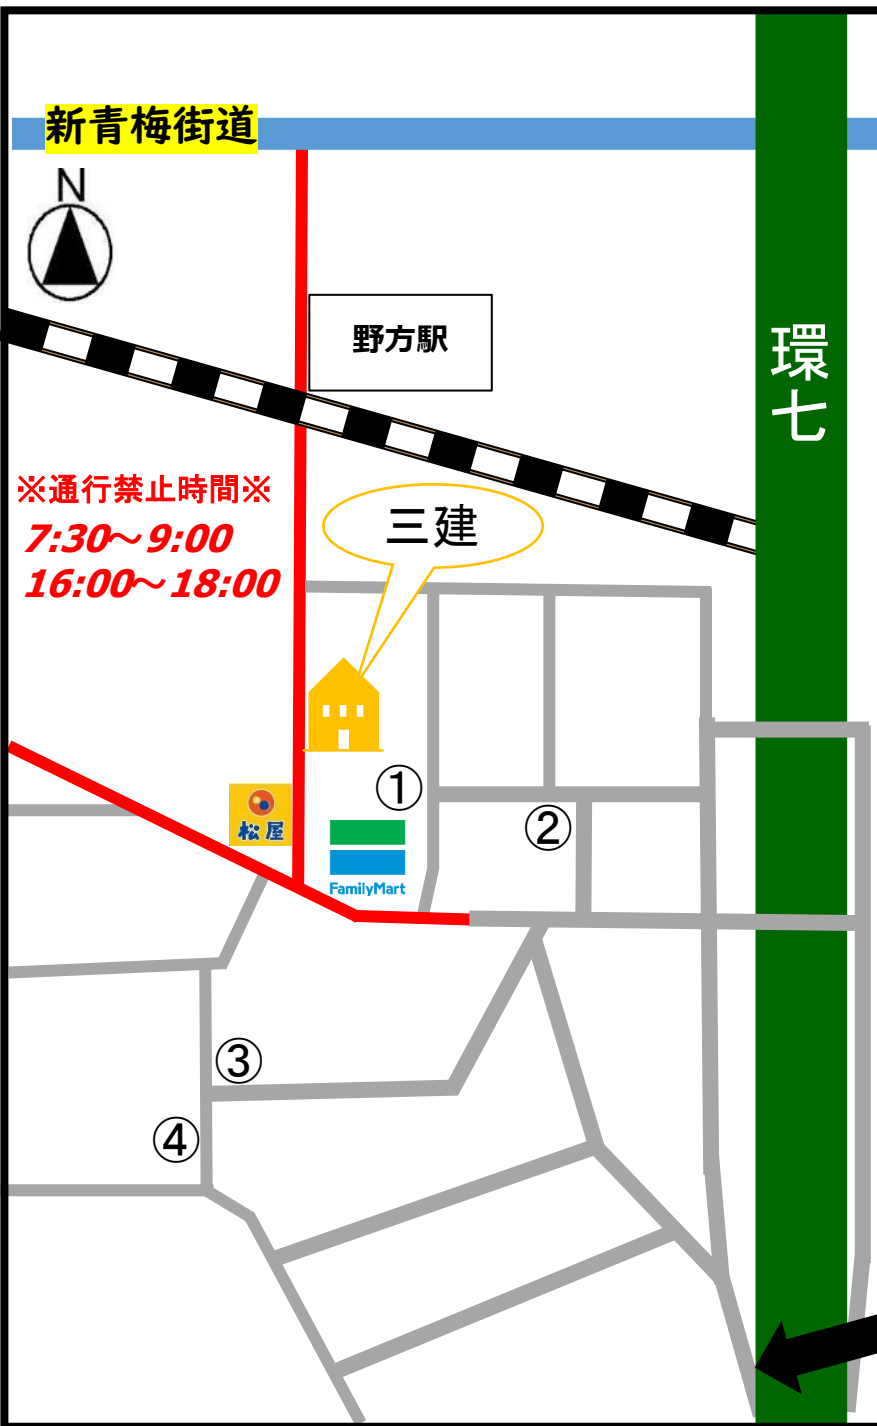 新青梅街道
N
野方駅
環七
※通行禁止時間※
7:30～9:00
16:00～18:00
三建
①
松屋
②
FamilyMart
③
④